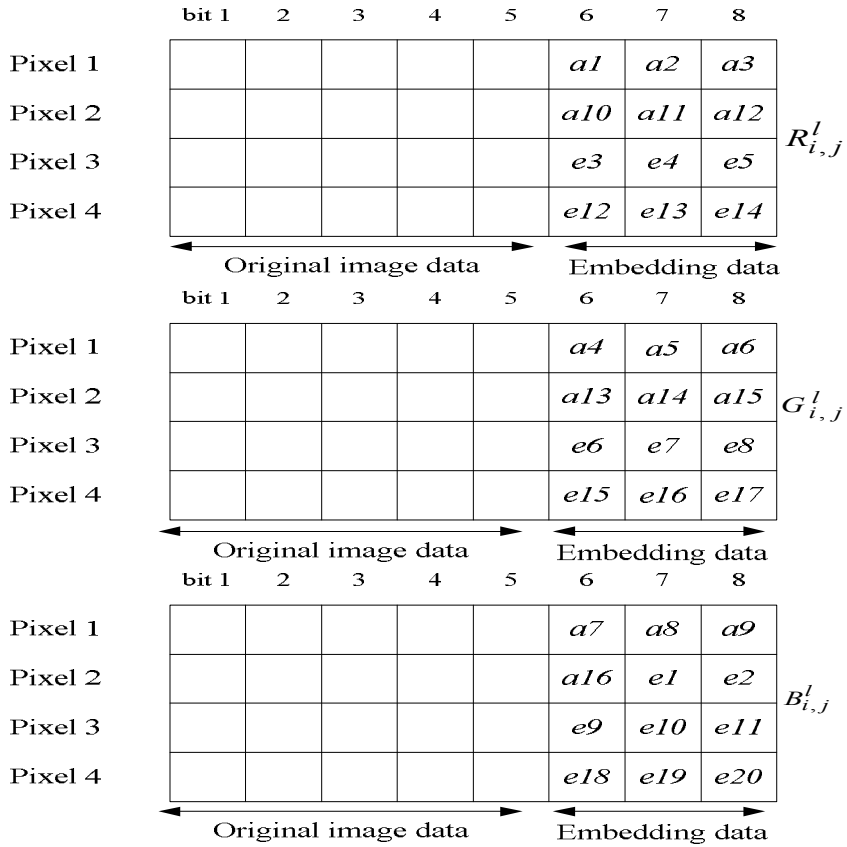 bit 1 2 3 4 5 6 7 8
Pixel 1 a1 a2 a3
Pixel 2 a10 a11 a12
R^l_{i,j}
Pixel 3 e3 e4 e5
Pixel 4 e12 e13 e14
Original image data Embedding data
bit 1 2 3 4 5 6 7 8
Pixel 1 a4 a5 a6
Pixel 2 a13 a14 a15
G^l_{i,j}
Pixel 3 e6 e7 e8
Pixel 4 e15 e16 e17
Original image data Embedding data
bit 1 2 3 4 5 6 7 8
Pixel 1 a7 a8 a9
Pixel 2 a16 e1 e2
B^l_{i,j}
Pixel 3 e9 e10 e11
Pixel 4 e18 e19 e20
Original image data Embedding data